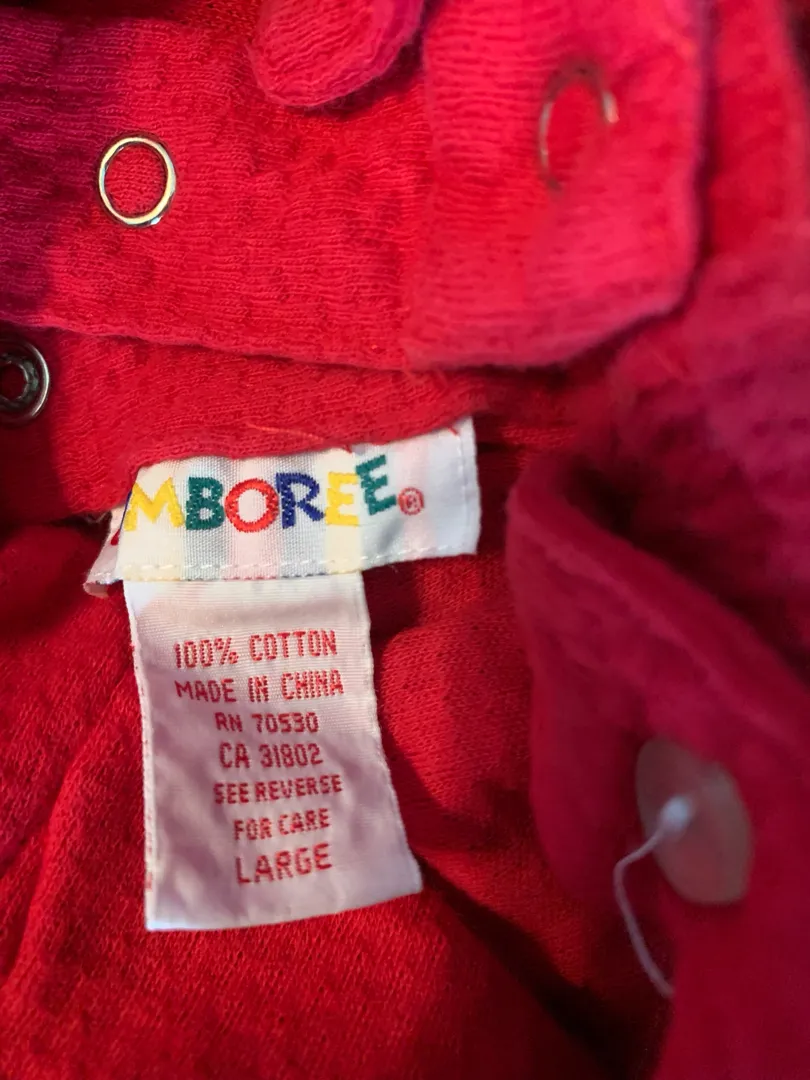 MBOREE®
100% COTTON
MADE IN CHINA
RN 70530
CA 31802
SEE REVERSE
FOR CARE
LARGE